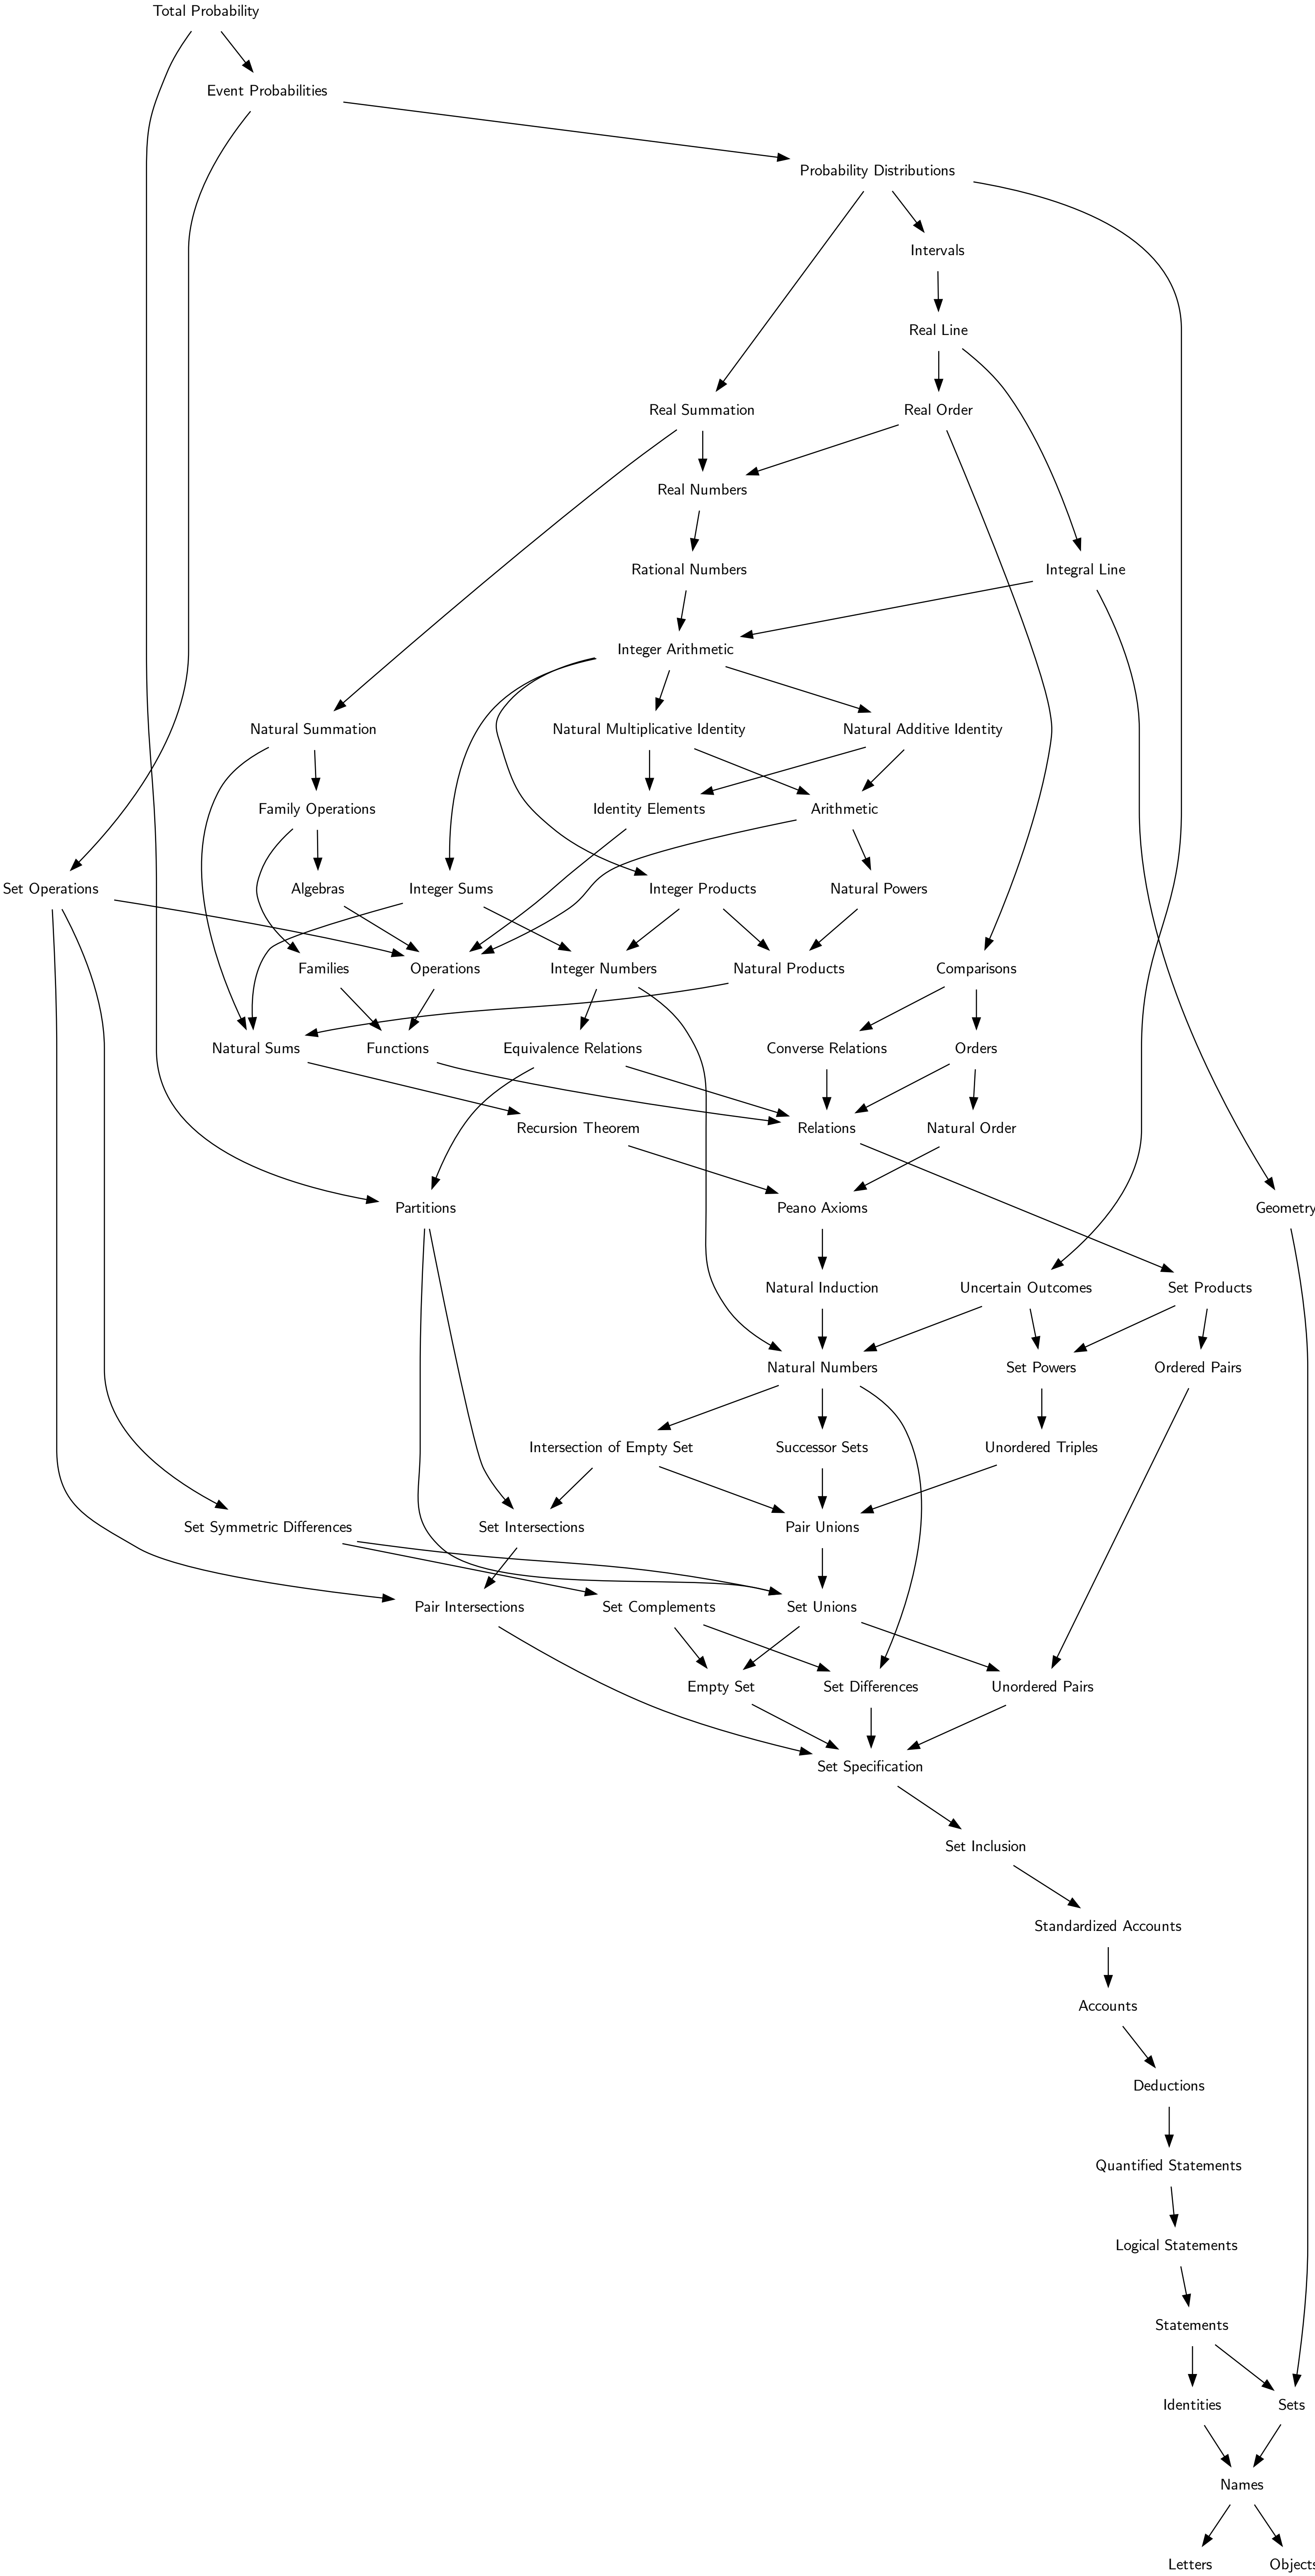 Total Probability
Event Probabilities
Probability Distributions
Intervals
Real Line
Real Summation
Real Order
Real Numbers
Rational Numbers
Integral Line
Integer Arithmetic
Natural Summation
Natural Multiplicative Identity
Natural Additive Identity
Family Operations
Identity Elements
Arithmetic
Set Operations
Algebras
Integer Sums
Integer Products
Natural Powers
Families
Operations
Integer Numbers
Natural Products
Comparisons
Natural Sums
Functions
Equivalence Relations
Converse Relations
Orders
Recursion Theorem
Relations
Natural Order
Partitions
Peano Axioms
Geometry
Natural Induction
Uncertain Outcomes
Set Products
Natural Numbers
Set Powers
Ordered Pairs
Intersection of Empty Set
Successor Sets
Unordered Triples
Set Symmetric Differences
Set Intersections
Pair Unions
Pair Intersections
Set Complements
Set Unions
Empty Set
Set Differences
Unordered Pairs
Set Specification
Set Inclusion
Standardized Accounts
Accounts
Deductions
Quantified Statements
Logical Statements
Statements
Identities
Sets
Names
Letters
Objects